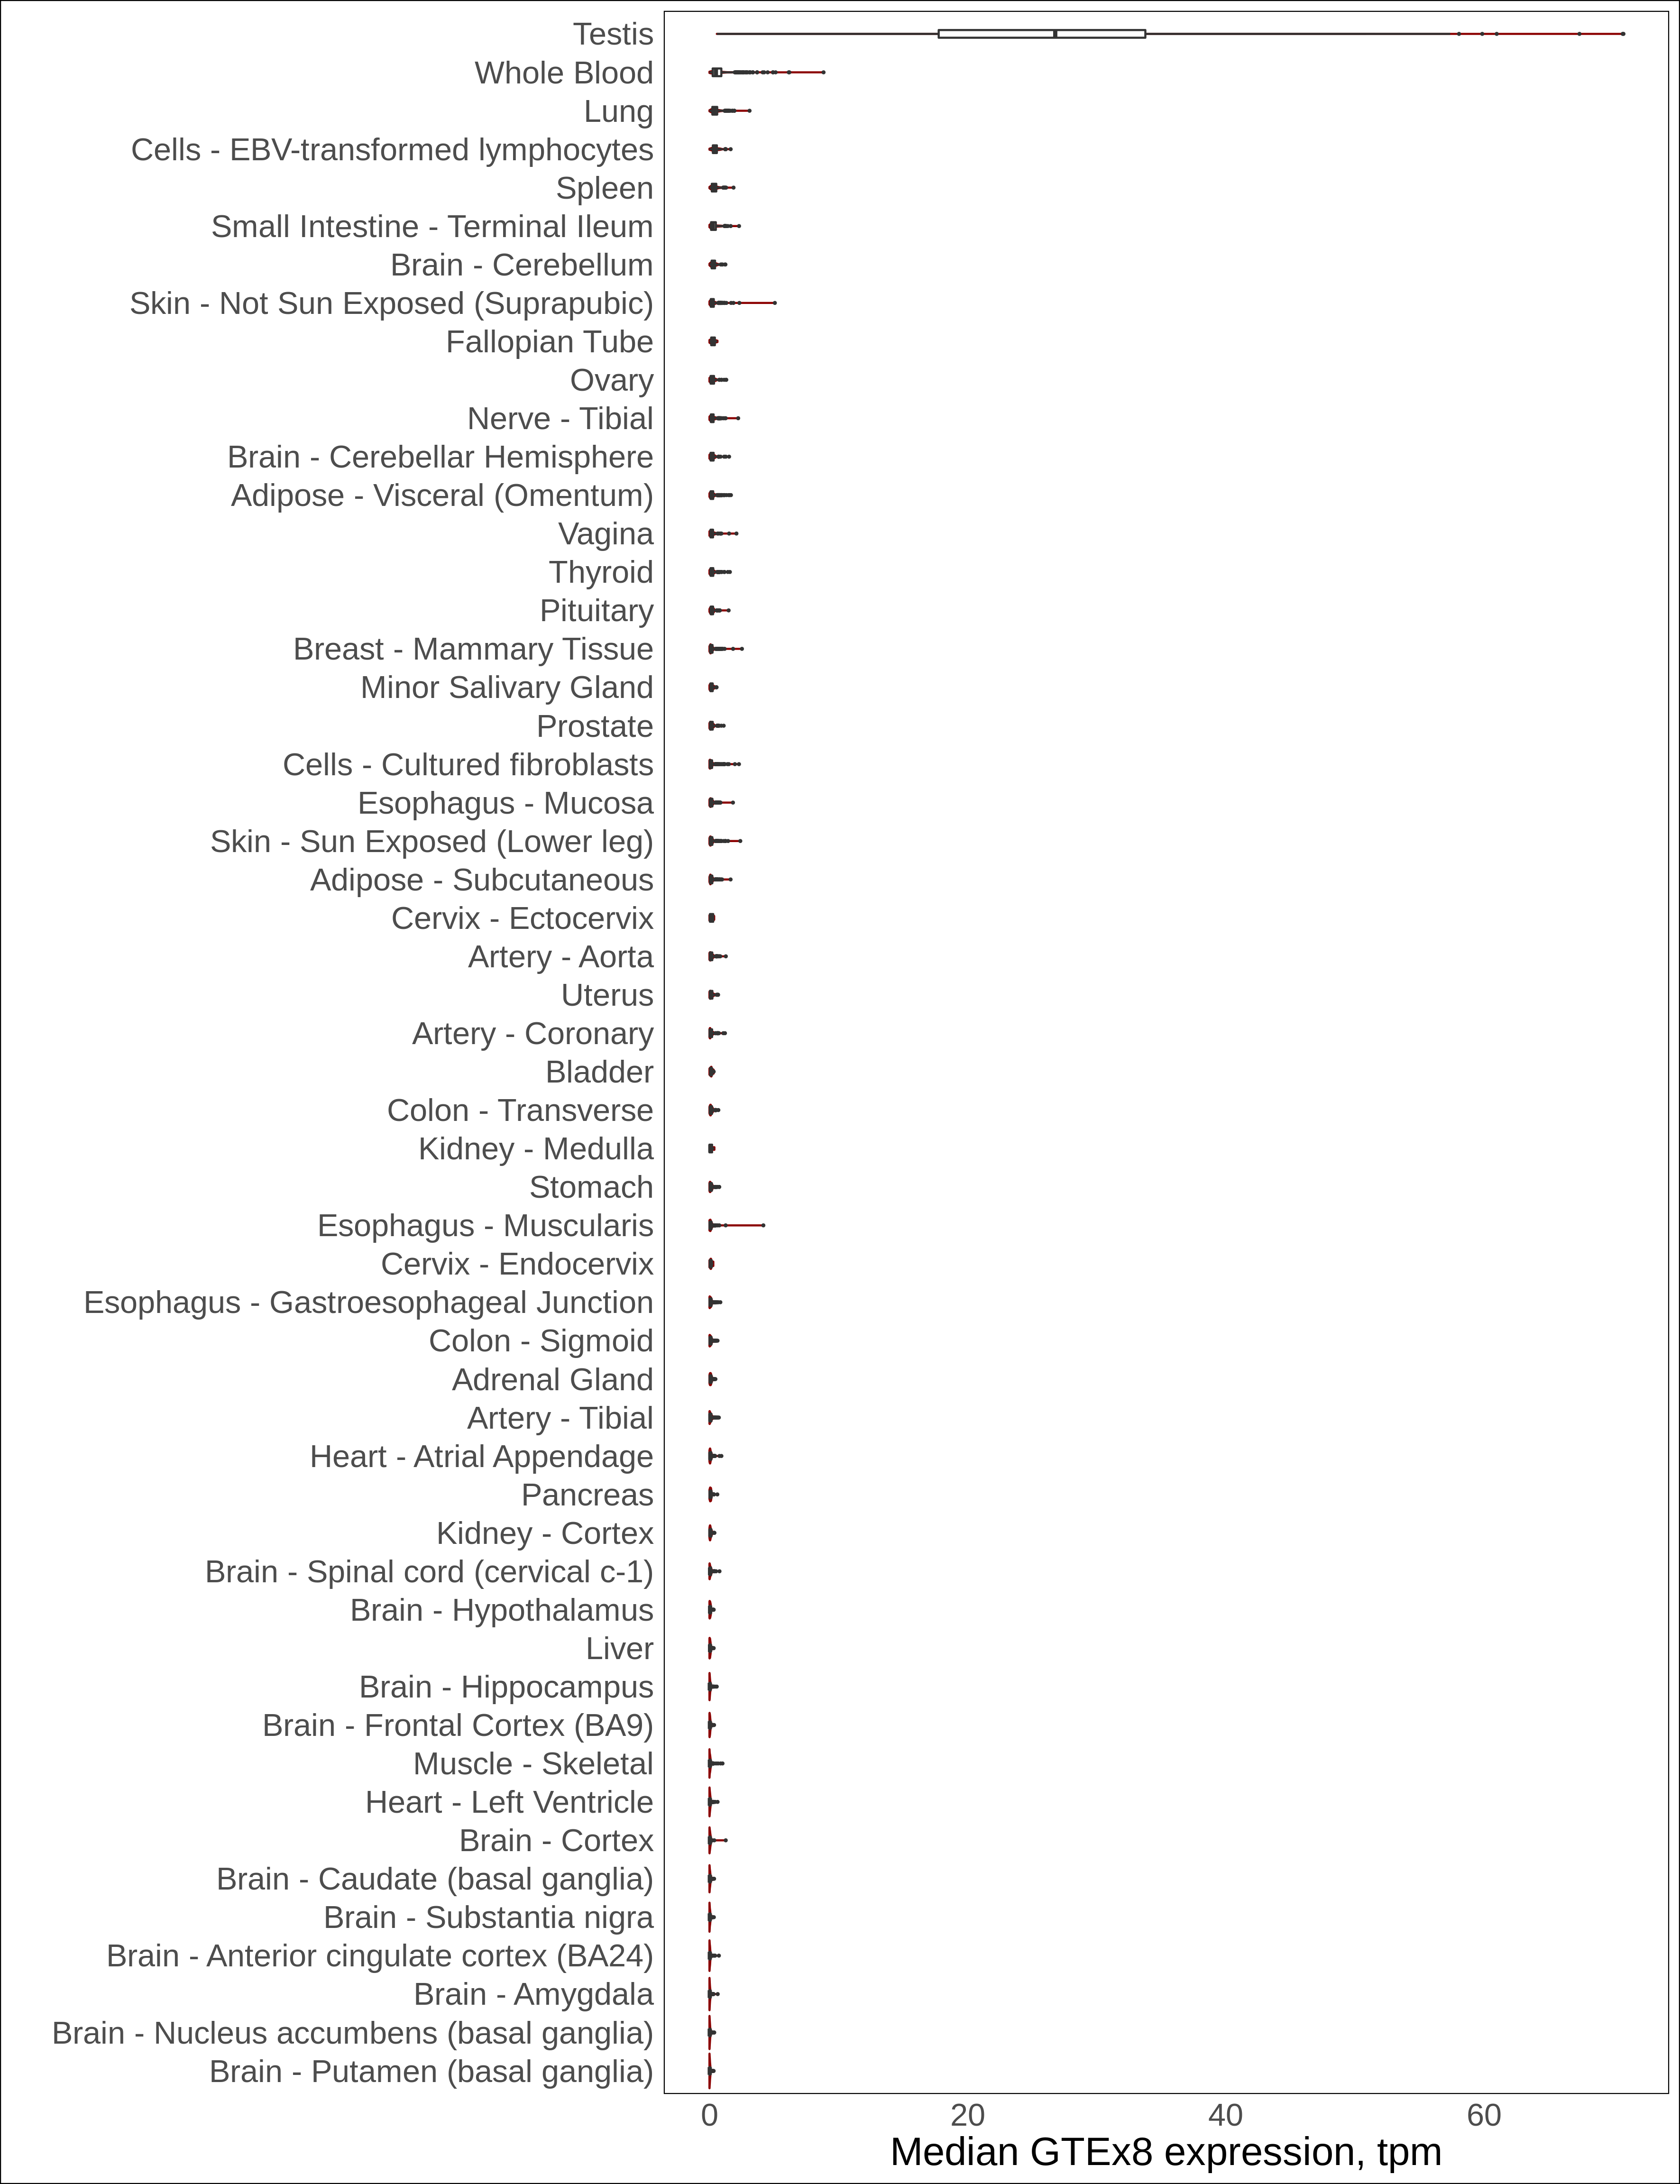 Testis
Whole Blood
Lung
Cells - EBV-transformed lymphocytes
Spleen
Small Intestine - Terminal Ileum
Brain - Cerebellum
Skin - Not Sun Exposed (Suprapubic)
Fallopian Tube
Ovary
Nerve - Tibial
Brain - Cerebellar Hemisphere
Adipose - Visceral (Omentum)
Vagina
Thyroid
Pituitary
Breast - Mammary Tissue
Minor Salivary Gland
Prostate
Cells - Cultured fibroblasts
Esophagus - Mucosa
Skin - Sun Exposed (Lower leg)
Adipose - Subcutaneous
Cervix - Ectocervix
Artery - Aorta
Uterus
Artery - Coronary
Bladder
Colon - Transverse
Kidney - Medulla
Stomach
Esophagus - Muscularis
Cervix - Endocervix
Esophagus - Gastroesophageal Junction
Colon - Sigmoid
Adrenal Gland
Artery - Tibial
Heart - Atrial Appendage
Pancreas
Kidney - Cortex
Brain - Spinal cord (cervical c-1)
Brain - Hypothalamus
Liver
Brain - Hippocampus
Brain - Frontal Cortex (BA9)
Muscle - Skeletal
Heart - Left Ventricle
Brain - Cortex
Brain - Caudate (basal ganglia)
Brain - Substantia nigra
Brain - Anterior cingulate cortex (BA24)
Brain - Amygdala
Brain - Nucleus accumbens (basal ganglia)
Brain - Putamen (basal ganglia)
0 20 40 60
Median GTEx8 expression, tpm